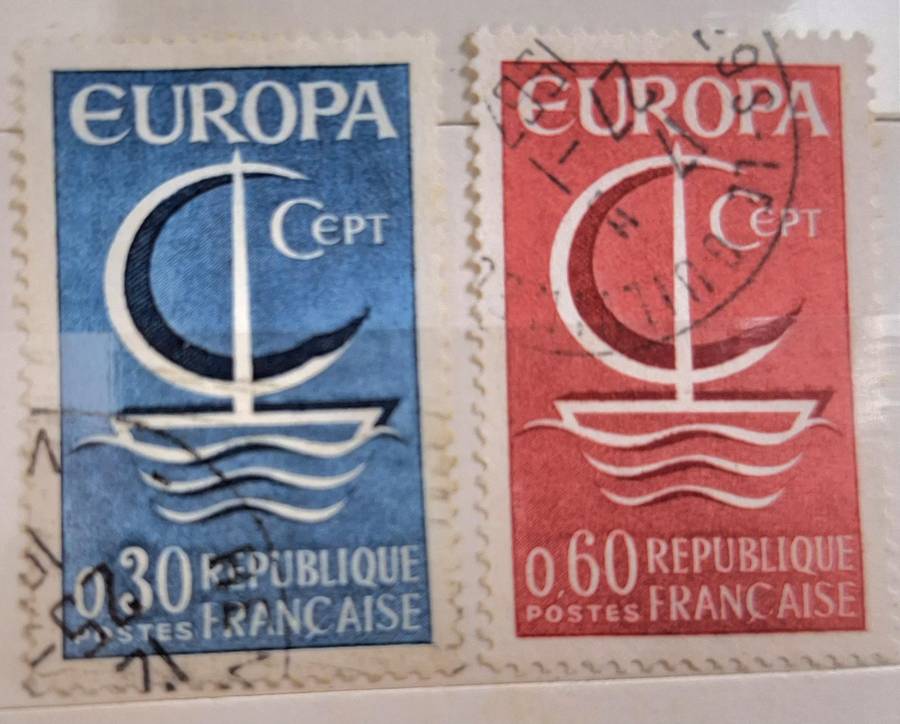 EUROPA
CEPT
0,30 REPUBLIQUE
POSTES FRANÇAISE
EUROPA
CEPT
0,60 REPUBLIQUE
POSTES FRANÇAISE